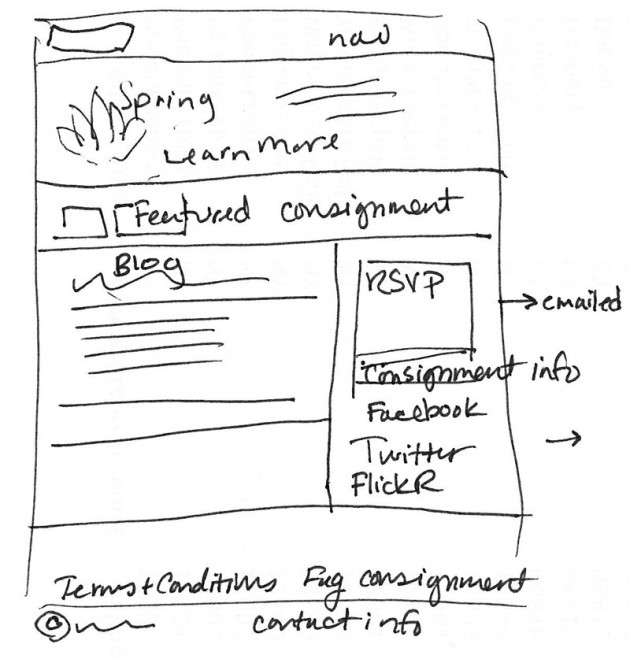 nav
Spring
Learn more
Featured consignment
Blog
RSVP
→ emailed
Consignment info
Facebook
Twitter →
FlickR
Terms + Conditions Faq consignment
© contact info